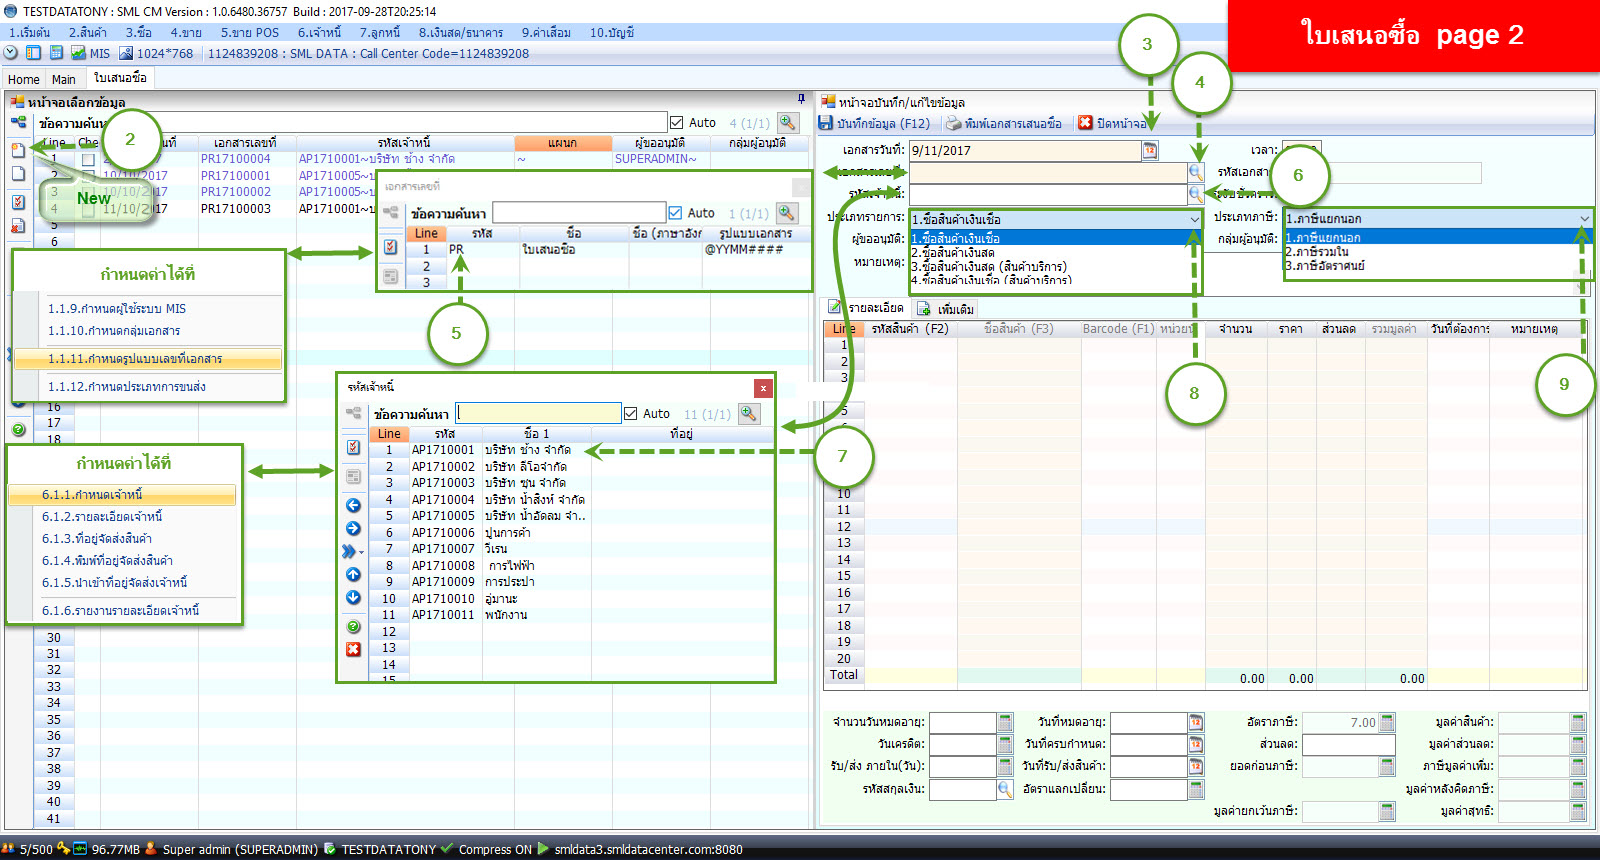 TESTDATATONY : SML CM Version : 1.0.6480.36757 Build : 2017-09-28T20:25:14
ใบเสนอซื้อ page 2
1.เริ่มต้น 2.สินค้า 3.ซื้อ 4.ขาย 5.ขาย POS 6.เจ้าหนี้ 7.ลูกหนี้ 8.เงินสด/ธนาคาร 9.ค่าเสื่อม 10.บัญชี
MIS 1024*768 1124839208 : SML DATA : Call Center Code=1124839208
Home Main ใบเสนอซื้อ
หน้าจอเลือกข้อมูล
ข้อความค้นหา Auto 4 (1/1)
Line Che เอกสารเลขที่ รหัสเจ้าหนี้ แผนก ผู้ขออนุมัติ กลุ่มผู้อนุมัติ
1 PR17100004 AP1710001~บริษัท ช้าง จำกัด ~ SUPERADMIN~
2 10/10/2017 PR17100001 AP1710005~
3 10/10/2017 PR17100002 AP1710005~
4 11/10/2017 PR17100003 AP1710001~
5
6
2
New
กำหนดค่าได้ที่
1.1.9.กำหนดผู้ใช้ระบบ MIS
1.1.10.กำหนดกลุ่มเอกสาร
1.1.11.กำหนดรูปแบบเลขที่เอกสาร
1.1.12.กำหนดประเภทการขนส่ง
16
17
18
กำหนดค่าได้ที่
6.1.1.กำหนดเจ้าหนี้
6.1.2.รายละเอียดเจ้าหนี้
6.1.3.ที่อยู่จัดส่งสินค้า
6.1.4.พิมพ์ที่อยู่จัดส่งสินค้า
6.1.5.นำเข้าที่อยู่จัดส่งเจ้าหนี้
6.1.6.รายงานรายละเอียดเจ้าหนี้
30
31
32
33
34
35
36
37
38
39
40
41
เอกสารเลขที่
ข้อความค้นหา Auto 1 (1/1)
Line รหัส ชื่อ ชื่อ (ภาษาอังก รูปแบบเอกสาร
1 PR ใบเสนอซื้อ @YYMM####
2
3
5
รหัสเจ้าหนี้ x
ข้อความค้นหา Auto 11 (1/1)
Line รหัส ชื่อ 1 ที่อยู่
1 AP1710001 บริษัท ช้าง จำกัด
2 AP1710002 บริษัท ลีโอจำกัด
3 AP1710003 บริษัท ซุน จำกัด
4 AP1710004 บริษัท น้ำสิงห์ จำกัด
5 AP1710005 บริษัท น้ำอัดลม จำ..
6 AP1710006 ปูนการค้า
7 AP1710007 วีเรน
8 AP1710008 การไฟฟ้า
9 AP1710009 การประปา
10 AP1710010 อู่มานะ
11 AP1710011 พนักงาน
12
13
14
15
7
3
4
หน้าจอบันทึก/แก้ไขข้อมูล
บันทึกข้อมูล (F12) พิมพ์เอกสารเสนอซื้อ ปิดหน้าจอ
เอกสารวันที่: 9/11/2017 เวลา:
เอกสารเลขที่: รหัสเอกสาร
รหัสเจ้าหนี้:
6
ประเภทรายการ: 1.ซื้อสินค้าเงินเชื่อ ประเภทภาษี: 1.ภาษีแยกนอก
ผู้ขออนุมัติ: 1.ซื้อสินค้าเงินเชื่อ กลุ่มผู้อนุมัติ: 1.ภาษีแยกนอก
2.ซื้อสินค้าเงินสด 2.ภาษีรวมใน
หมายเหตุ: 3.ซื้อสินค้าเงินสด (สินค้าบริการ) 3.ภาษีอัตราศูนย์
4.ซื้อสินค้าเงินเชื่อ (สินค้าบริการ)
รายละเอียด เพิ่มเติม
Line รหัสสินค้า (F2) ชื่อสินค้า (F3) Barcode (F1) หน่วยน จำนวน ราคา ส่วนลด รวมมูลค่า วันที่ต้องการ หมายเหตุ
1
2
3
5
8
9
10
11
12
13
14
15
16
17
18
19
20
Total 0.00 0.00 0.00
จำนวนวันหมดอายุ: วันที่หมดอายุ: อัตราภาษี: 7.00 มูลค่าสินค้า:
วันเครดิต: วันที่ครบกำหนด: ส่วนลด: มูลค่าส่วนลด:
รับ/ส่ง ภายใน(วัน): วันที่รับ/ส่งสินค้า: ยอดก่อนภาษี: ภาษีมูลค่าเพิ่ม:
รหัสสกุลเงิน: อัตราแลกเปลี่ยน: มูลค่าหลังคิดภาษี:
มูลค่ายกเว้นภาษี: มูลค่าสุทธิ:
5/500 96.77MB Super admin (SUPERADMIN) TESTDATATONY Compress ON smldata3.smldatacenter.com:8080